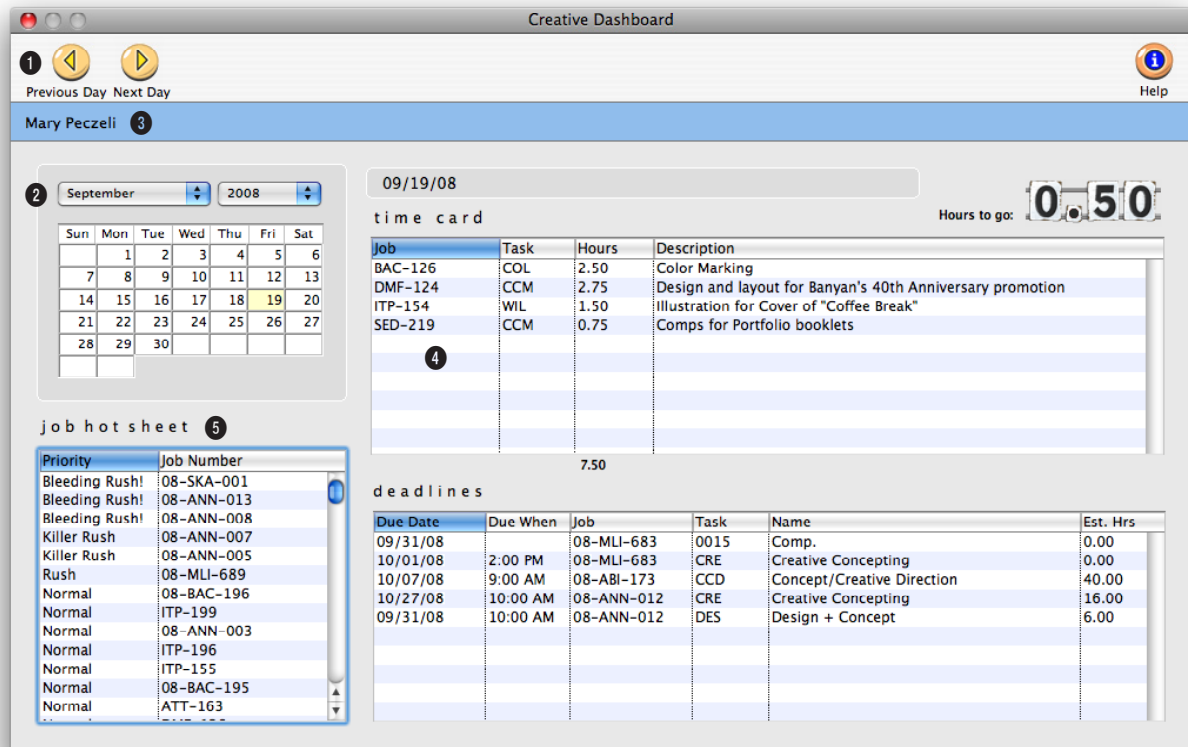 Creative Dashboard
1
Previous Day Next Day
Help
Mary Peczeli 3
2 September 2008
Sun Mon Tue Wed Thu Fri Sat
1 2 3 4 5 6
7 8 9 10 11 12 13
14 15 16 17 18 19 20
21 22 23 24 25 26 27
28 29 30
09/19/08
time card
Hours to go: 0.50
Job Task Hours Description
BAC-126 COL 2.50 Color Marking
DMF-124 CCM 2.75 Design and layout for Banyan's 40th Anniversary promotion
ITP-154 WIL 1.50 Illustration for Cover of "Coffee Break"
SED-219 CCM 0.75 Comps for Portfolio booklets
4
7.50
job hot sheet 5
Priority Job Number
Bleeding Rush! 08-SKA-001
Bleeding Rush! 08-ANN-013
Bleeding Rush! 08-ANN-008
Killer Rush 08-ANN-007
Killer Rush 08-ANN-005
Rush 08-MLI-689
Normal 08-BAC-196
Normal ITP-199
Normal 08-ANN-003
Normal ITP-196
Normal ITP-155
Normal 08-BAC-195
Normal ATT-163
deadlines
Due Date Due When Job Task Name Est. Hrs
09/31/08 08-MLI-683 0015 Comp. 0.00
10/01/08 2:00 PM 08-MLI-683 CRE Creative Concepting 0.00
10/07/08 9:00 AM 08-ABI-173 CCD Concept/Creative Direction 40.00
10/27/08 10:00 AM 08-ANN-012 CRE Creative Concepting 16.00
09/31/08 10:00 AM 08-ANN-012 DES Design + Concept 6.00